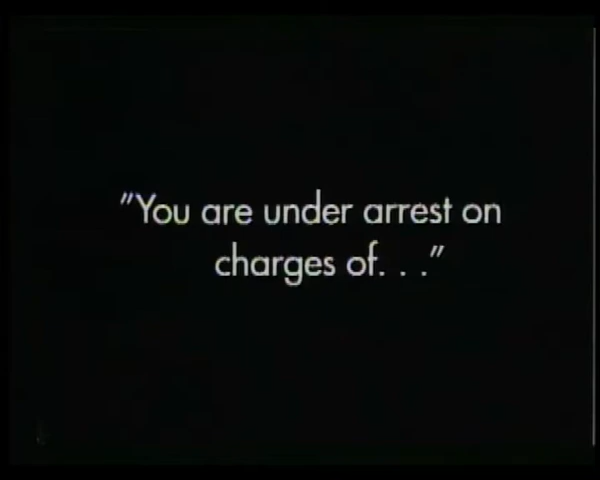 "You are under arrest on
charges of. . ."